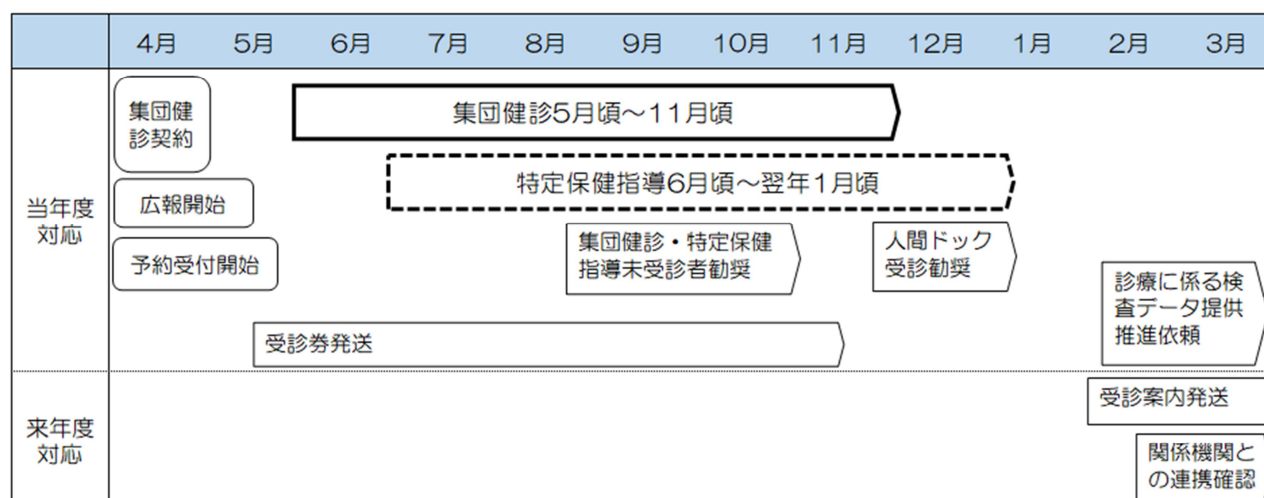 4月 5月 6月 7月 8月 9月 10月 11月 12月 1月 2月 3月
当年度
対応
集団健
診契約
集団健診5月頃～11月頃
特定保健指導6月頃～翌年1月頃
広報開始
予約受付開始
集団健診・特定保健
指導未受診者勧奨
人間ドック
受診勧奨
診療に係る検
査データ提供
推進依頼
受診券発送
来年度
対応
受診案内発送
関係機関と
の連携確認